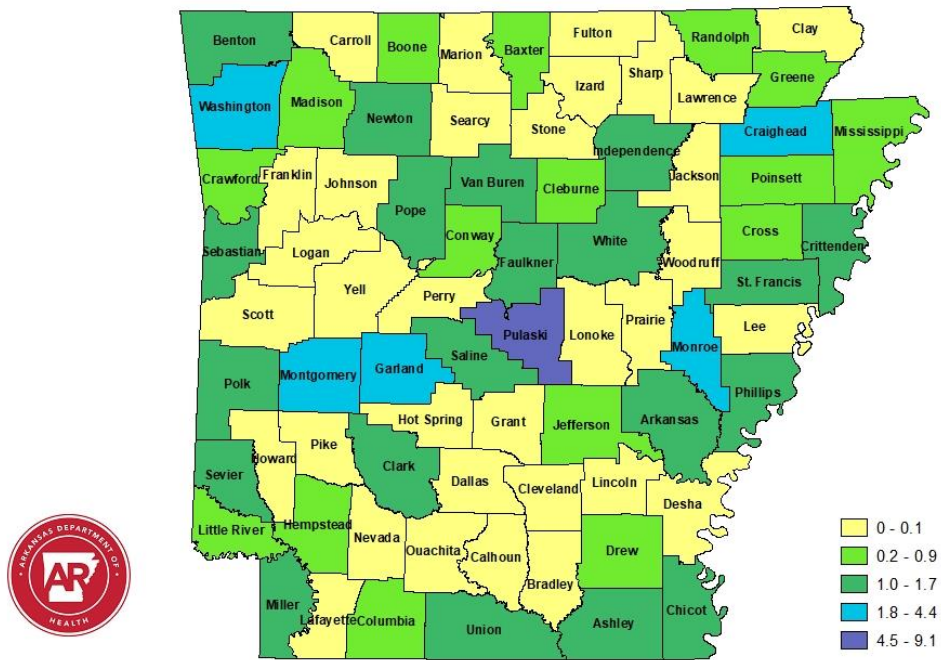 Benton
Carroll
Boone
Marion
Baxter
Fulton
Sharp
Randolph
Clay
Greene
Izard
Lawrence
Washington
Madison
Newton
Searcy
Stone
Independence
Jackson
Craighead
Mississippi
Poinsett
Crawford
Franklin
Johnson
Pope
Van Buren
Cleburne
White
Woodruff
Cross
Crittenden
Sebastian
Logan
Conway
Faulkner
St. Francis
Scott
Yell
Perry
Pulaski
Lonoke
Prairie
Monroe
Lee
Polk
Montgomery
Garland
Saline
Arkansas
Phillips
Hot Spring
Grant
Jefferson
Howard
Pike
Clark
Dallas
Cleveland
Lincoln
Desha
Sevier
Little River
Hempstead
Nevada
Ouachita
Calhoun
Bradley
Drew
Miller
Lafayette
Columbia
Union
Ashley
Chicot
ARKANSAS DEPARTMENT OF
AR
HEALTH
0 - 0.1
0.2 - 0.9
1.0 - 1.7
1.8 - 4.4
4.5 - 9.1